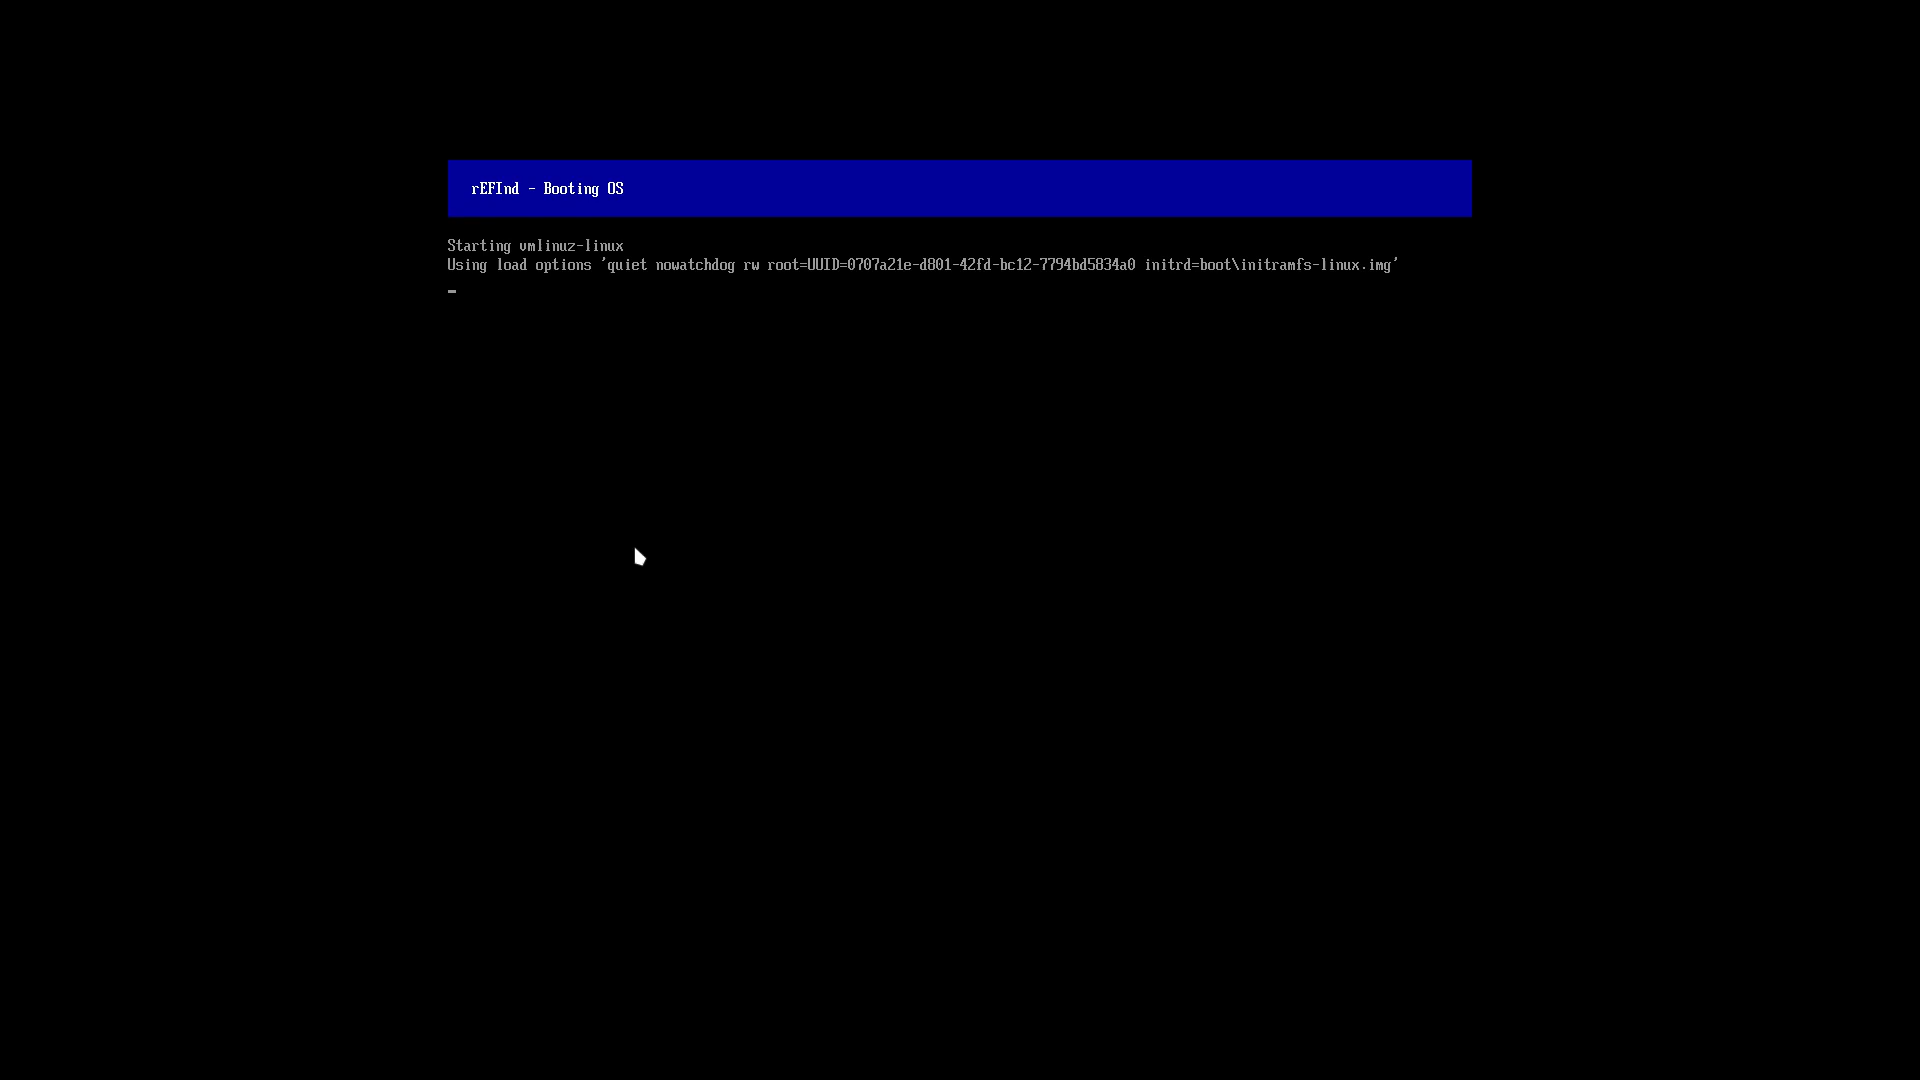 rEFInd - Booting OS
Starting vmlinuz-linux
Using load options 'quiet nowatchdog rw root=UUID=0707a21e-d801-42fd-bc12-7794bd5834a0 initrd=boot\initramfs-linux.img'